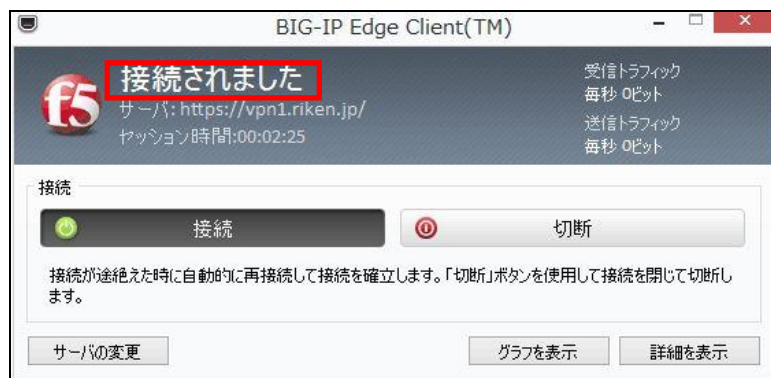 BIG-IP Edge Client(TM)
f5
接続されました
サーバ: https://vpn1.riken.jp/
セッション時間:00:02:25
受信トラフィック
毎秒 0ビット
送信トラフィック
毎秒 0ビット
接続
接続
切断
接続が途絶えた時に自動的に再接続して接続を確立します。「切断」ボタンを使用して接続を閉じて切断し
ます。
サーバの変更
グラフを表示
詳細を表示